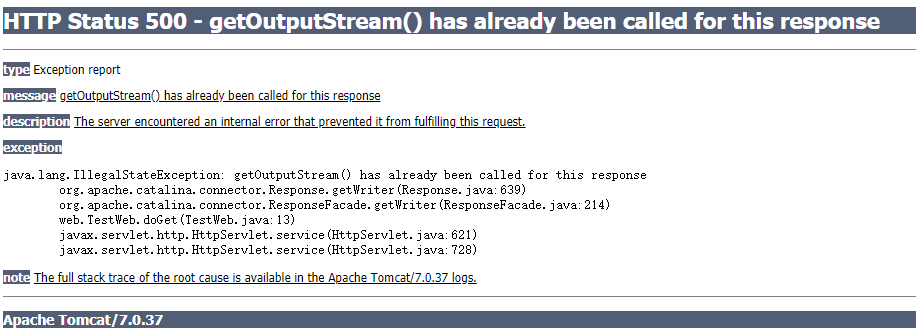 HTTP Status 500 - getOutputStream() has already been called for this response
type Exception report
message getOutputStream() has already been called for this response
description The server encountered an internal error that prevented it from fulfilling this request.
exception
java.lang.IllegalStateException: getOutputStream() has already been called for this response
org.apache.catalina.connector.Response.getWriter(Response.java:639)
org.apache.catalina.connector.ResponseFacade.getWriter(ResponseFacade.java:214)
web.TestWeb.doGet(TestWeb.java:13)
javax.servlet.http.HttpServlet.service(HttpServlet.java:621)
javax.servlet.http.HttpServlet.service(HttpServlet.java:728)
note The full stack trace of the root cause is available in the Apache Tomcat/7.0.37 logs.
Apache Tomcat/7.0.37